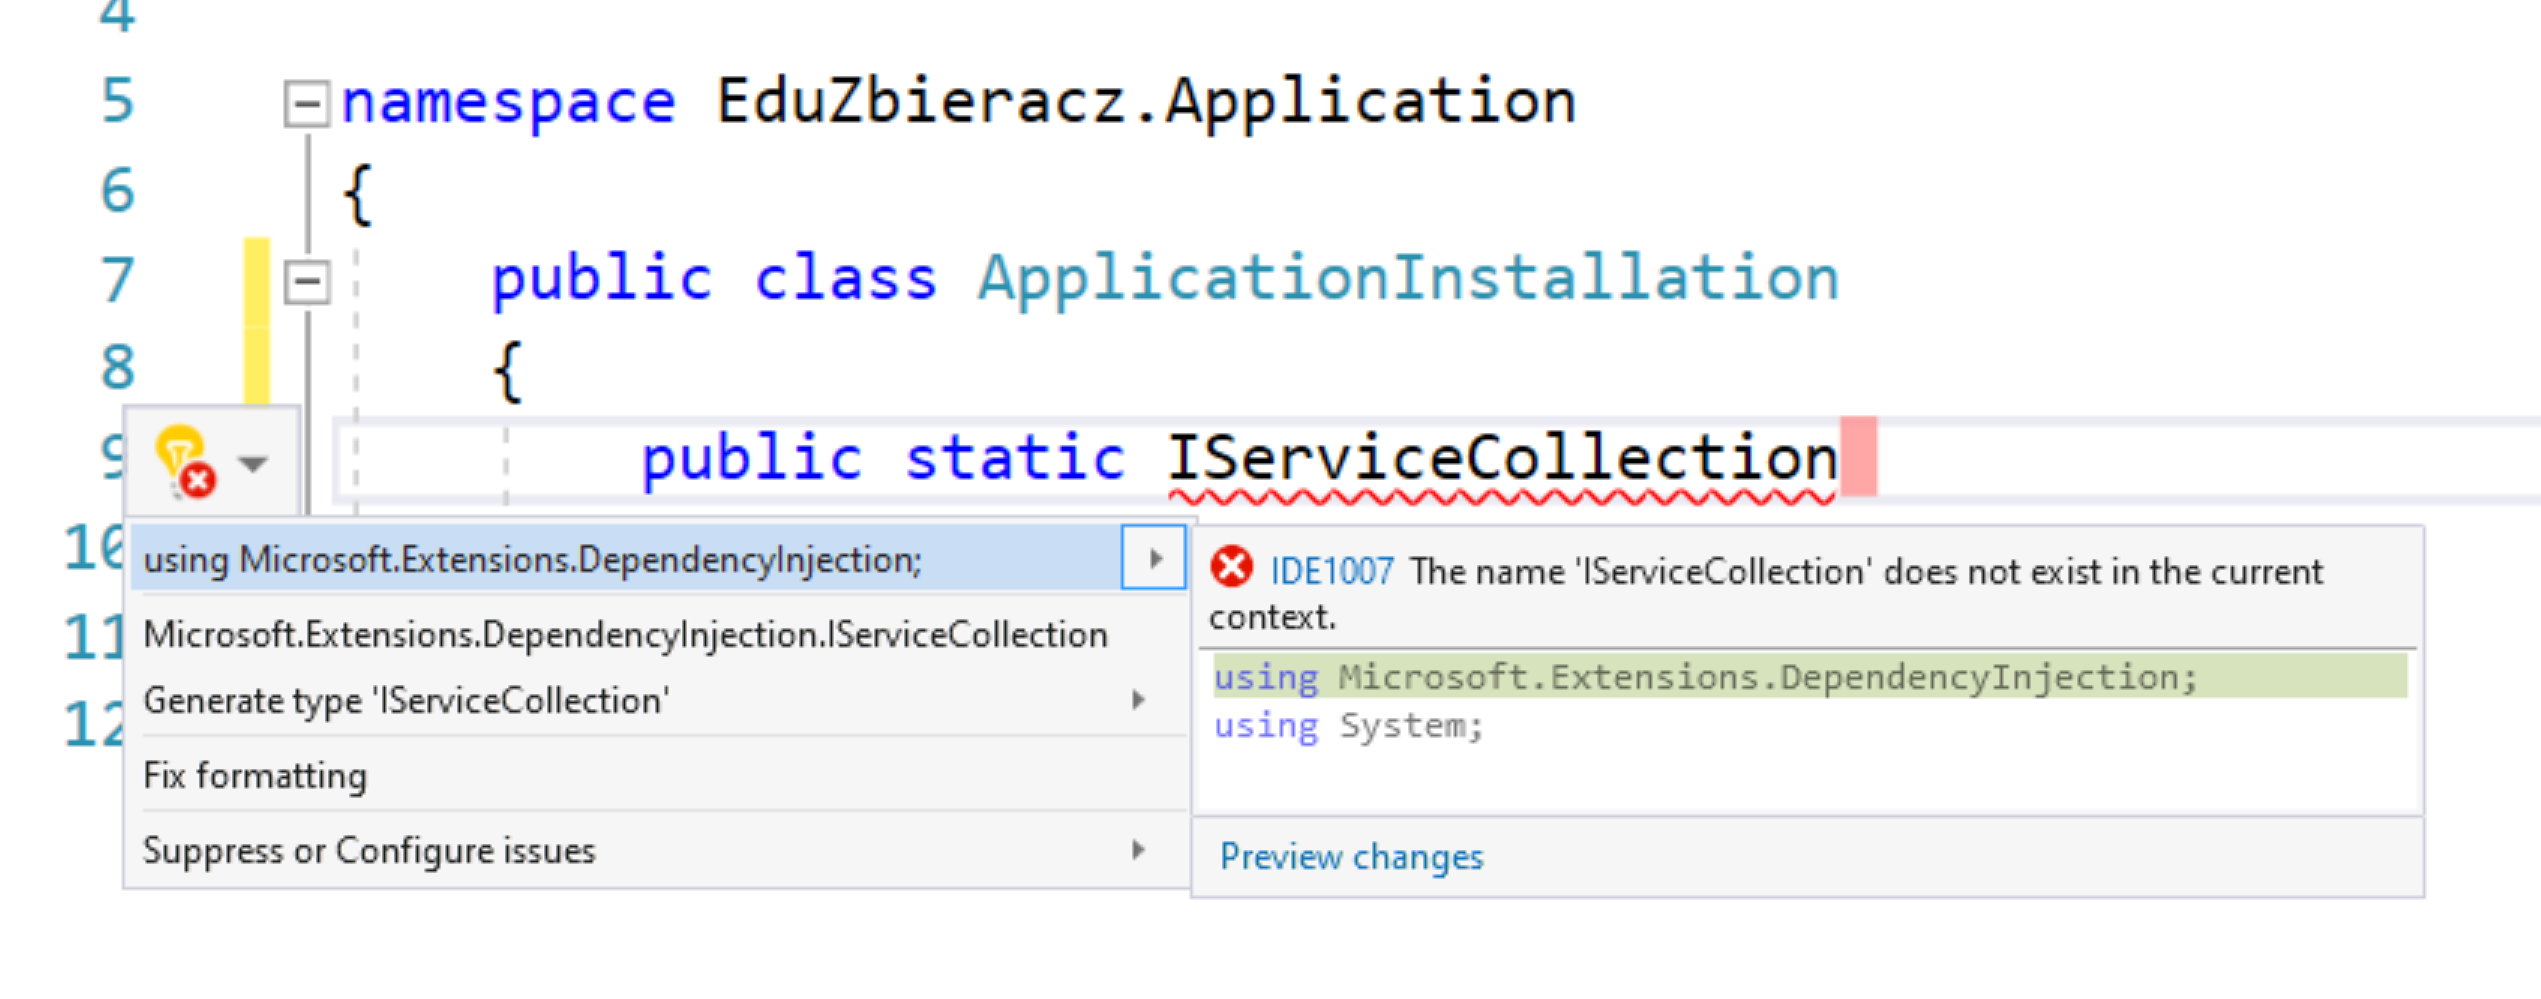 4
5 namespace EduZbieracz.Application
6 {
7 public class ApplicationInstallation
8 {
9 public static IServiceCollection
10 using Microsoft.Extensions.DependencyInjection;
11 Microsoft.Extensions.DependencyInjection.IServiceCollection
12 Generate type 'IServiceCollection'
Fix formatting
Suppress or Configure issues
IDE1007 The name 'IServiceCollection' does not exist in the current
context.
using Microsoft.Extensions.DependencyInjection;
using System;
Preview changes